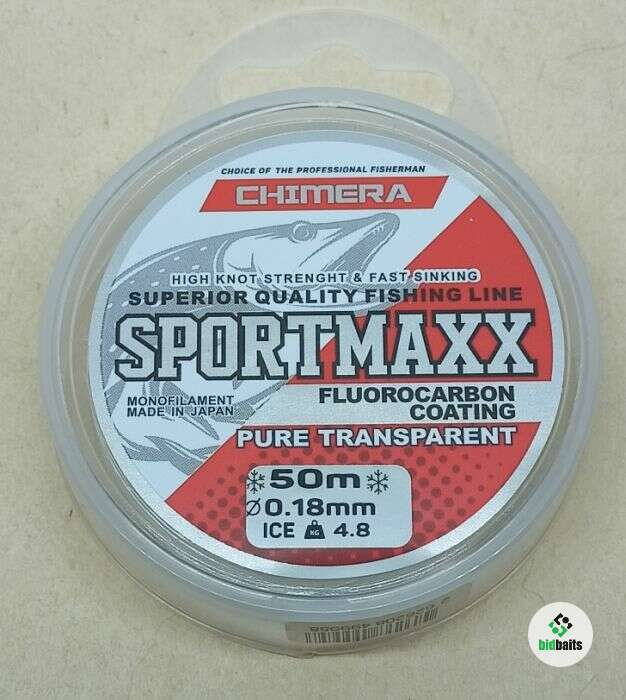 CHOICE OF THE PROFESSIONAL FISHERMAN
CHIMERA
HIGH KNOT STRENGHT & FAST SINKING
SUPERIOR QUALITY FISHING LINE
SPORTMAXX
MONOFILAMENT
MADE IN JAPAN
FLUOROCARBON
COATING
PURE TRANSPARENT
50m
Ø0.18mm
ICE KG 4.8
bidbaits